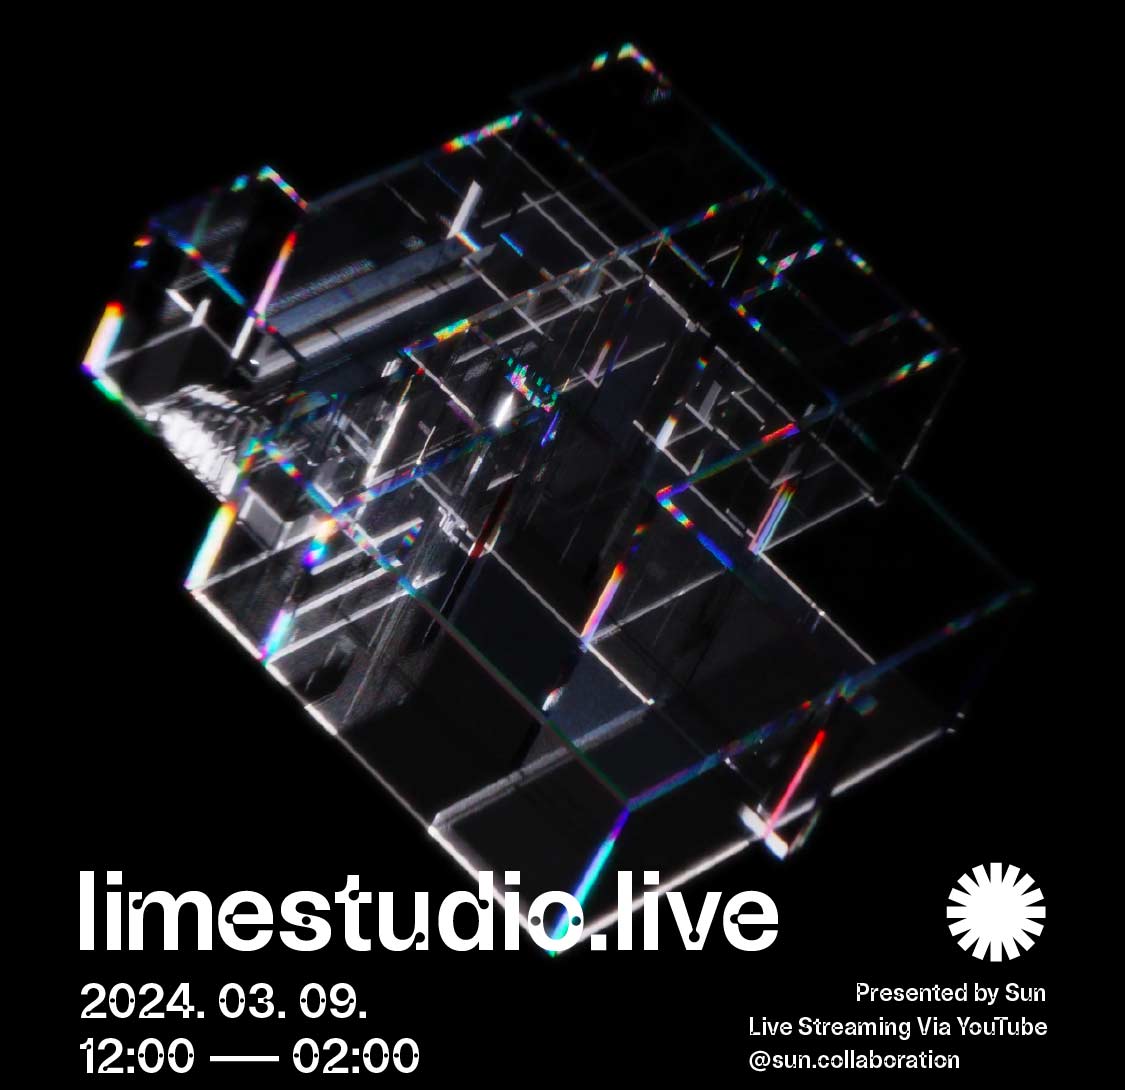 limestudio.live
2024. 03. 09.
12:00 — 02:00
Presented by Sun
Live Streaming Via YouTube
@sun.collaboration